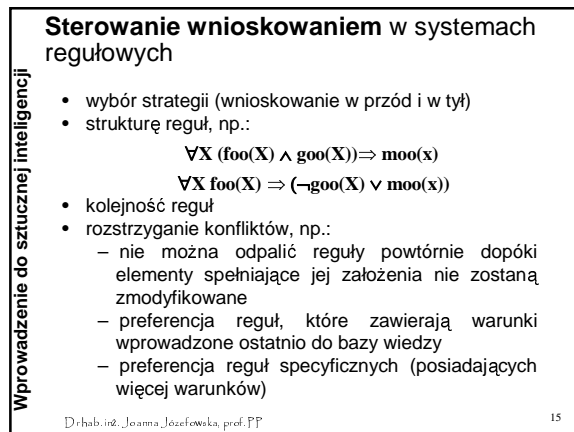 Sterowanie wnioskowaniem w systemach
regułowych
Wprowadzenie do sztucznej inteligencji
• wybór strategii (wnioskowanie w przód i w tył)
• strukturę reguł, np.:
∀X (foo(X) ∧ goo(X))⇒ moo(x)
∀X foo(X) ⇒ (¬goo(X) ∨ moo(x))
• kolejność reguł
• rozstrzyganie konfliktów, np.:
– nie można odpalić reguły powtórnie dopóki
elementy spełniające jej założenia nie zostaną
zmodyfikowane
– preferencja reguł, które zawierają warunki
wprowadzone ostatnio do bazy wiedzy
– preferencja reguł specyficznych (posiadających
więcej warunków)
Dr hab. inż. Joanna Józefowska, prof. PP
15